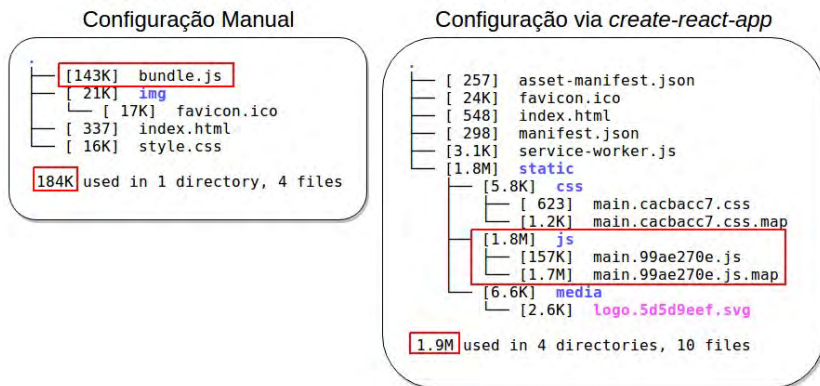 Configuração Manual
.
├── [143K]  bundle.js
├── [ 21K]  img
│   └── [ 17K]  favicon.ico
├── [ 337]  index.html
└── [ 16K]  style.css
184K used in 1 directory, 4 files
Configuração via create-react-app
.
├── [ 257]  asset-manifest.json
├── [ 24K]  favicon.ico
├── [ 548]  index.html
├── [ 298]  manifest.json
├── [3.1K]  service-worker.js
└── [1.8M]  static
    ├── [5.8K]  css
    │   ├── [ 623]  main.cacbacc7.css
    │   └── [1.2K]  main.cacbacc7.css.map
    ├── [1.8M]  js
    │   ├── [157K]  main.99ae270e.js
    │   └── [1.7M]  main.99ae270e.js.map
    └── [6.6K]  media
        └── [2.6K]  logo.5d5d9eef.svg
1.9M used in 4 directories, 10 files